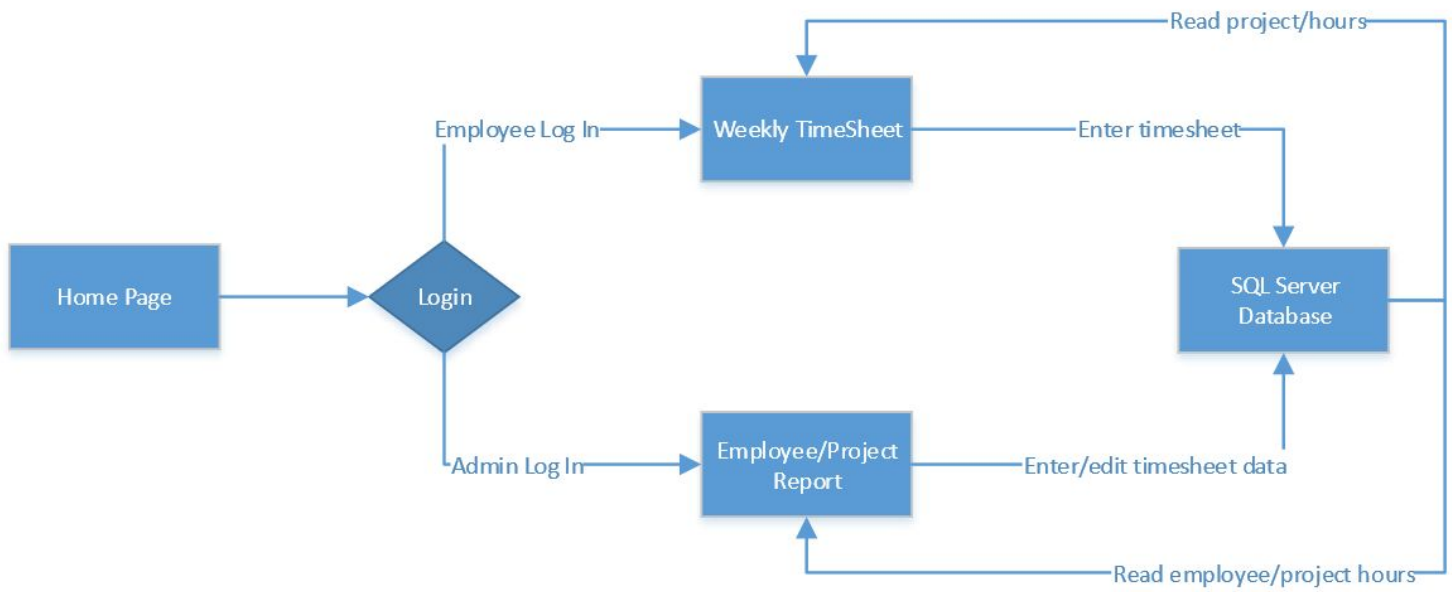 Read project/hours
Employee Log In
Weekly TimeSheet
Enter timesheet
Home Page
Login
SQL Server
Database
Admin Log In
Employee/Project
Report
Enter/edit timesheet data
Read employee/project hours